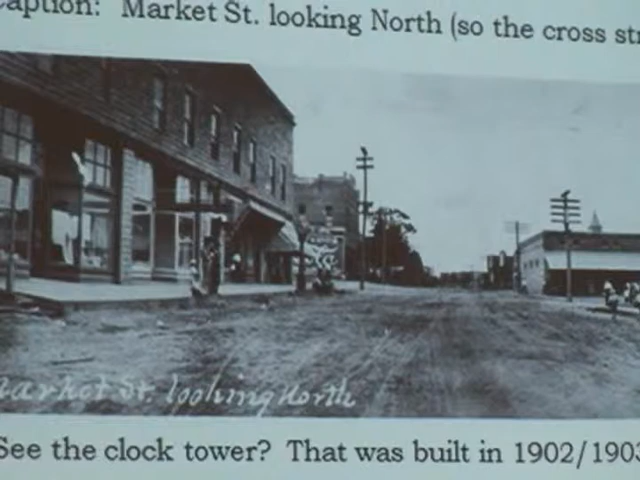 aption: Market St. looking North (so the cross str
Market St. looking North
See the clock tower? That was built in 1902/1903